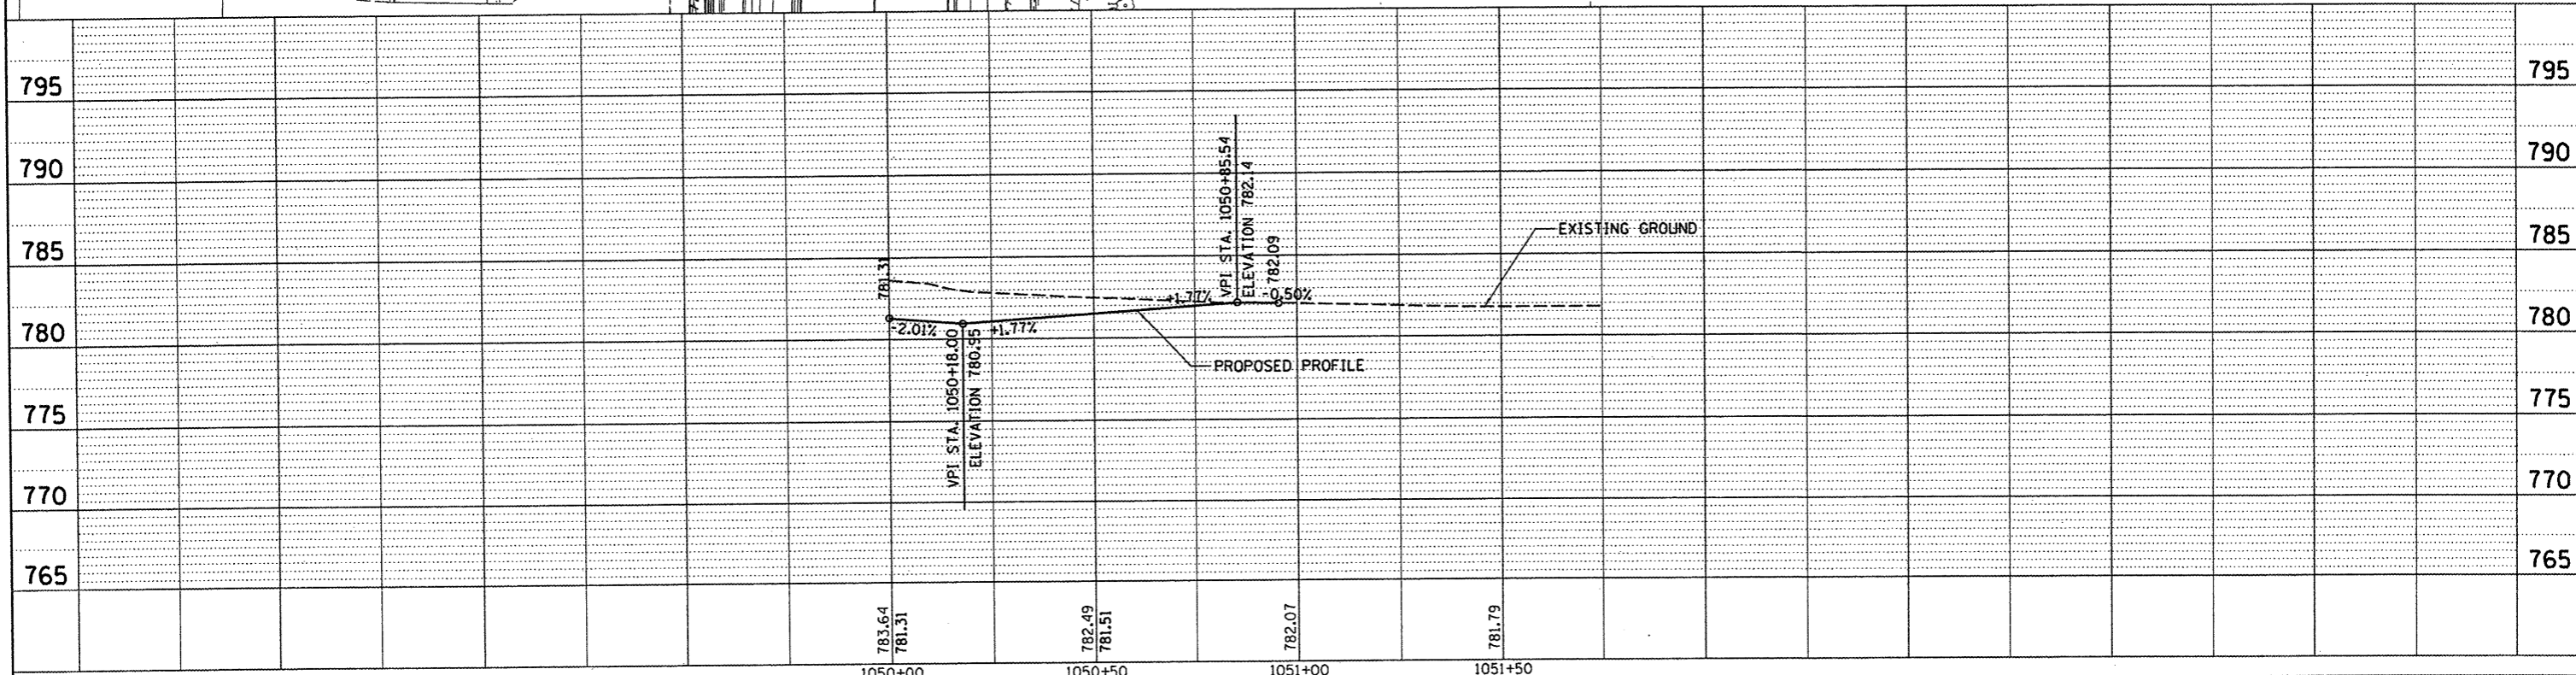 795 795
790 790
785 785
780 780
775 775
770 770
765 765
VPI STA. 1050+85.54
ELEVATION 782.14
782.09
781.31
EXISTING GROUND
+1.77% -0.50%
-2.01% +1.77%
PROPOSED PROFILE
VPI STA. 1050+18.00
ELEVATION 780.95
783.64
781.31
782.49
781.51
782.07
781.79
1050+00 1050+50 1051+00 1051+50